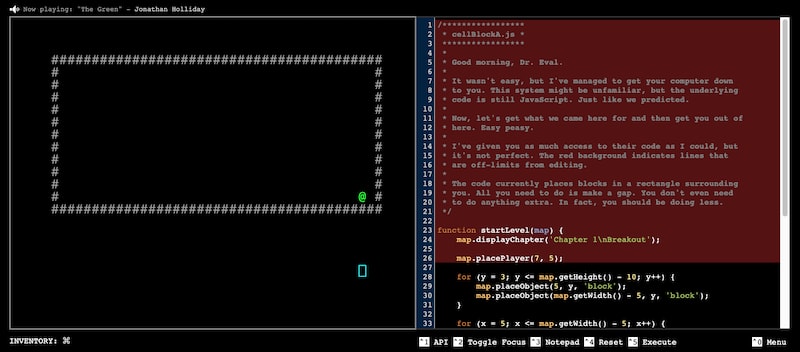 Now playing: "The Green" - Jonathan Holliday
########################################
#                                      #
#                                      #
#                                      #
#                                      #
#                                      #
#                                      #
#                                      #
#                                      #
#                                      #
#                                      #
#                                    @ #
########################################
1 /*****************
2  * cellBlockA.js *
3  *****************
4  *
5  * Good morning, Dr. Eval.
6  *
7  * It wasn't easy, but I've managed to get your computer down
8  * to you. This system might be unfamiliar, but the underlying
9  * code is still JavaScript. Just like we predicted.
10  *
11  * Now, let's get what we came here for and then get you out of
12  * here. Easy peasy.
13  *
14  * I've given you as much access to their code as I could, but
15  * it's not perfect. The red background indicates lines that
16  * are off-limits from editing.
17  *
18  * The code currently places blocks in a rectangle surrounding
19  * you. All you need to do is make a gap. You don't even need
20  * to do anything extra. In fact, you should be doing less.
21  */
22
23 function startLevel(map) {
24     map.displayChapter('Chapter 1\nBreakout');
25
26     map.placePlayer(7, 5);
27
28     for (y = 3; y <= map.getHeight() - 10; y++) {
29         map.placeObject(5, y, 'block');
30         map.placeObject(map.getWidth() - 5, y, 'block');
31     }
32
33     for (x = 5; x <= map.getWidth() - 5; x++) {
INVENTORY: ⌘
^1 API ^2 Toggle Focus ^3 Notepad ^4 Reset ^5 Execute ^0 Menu